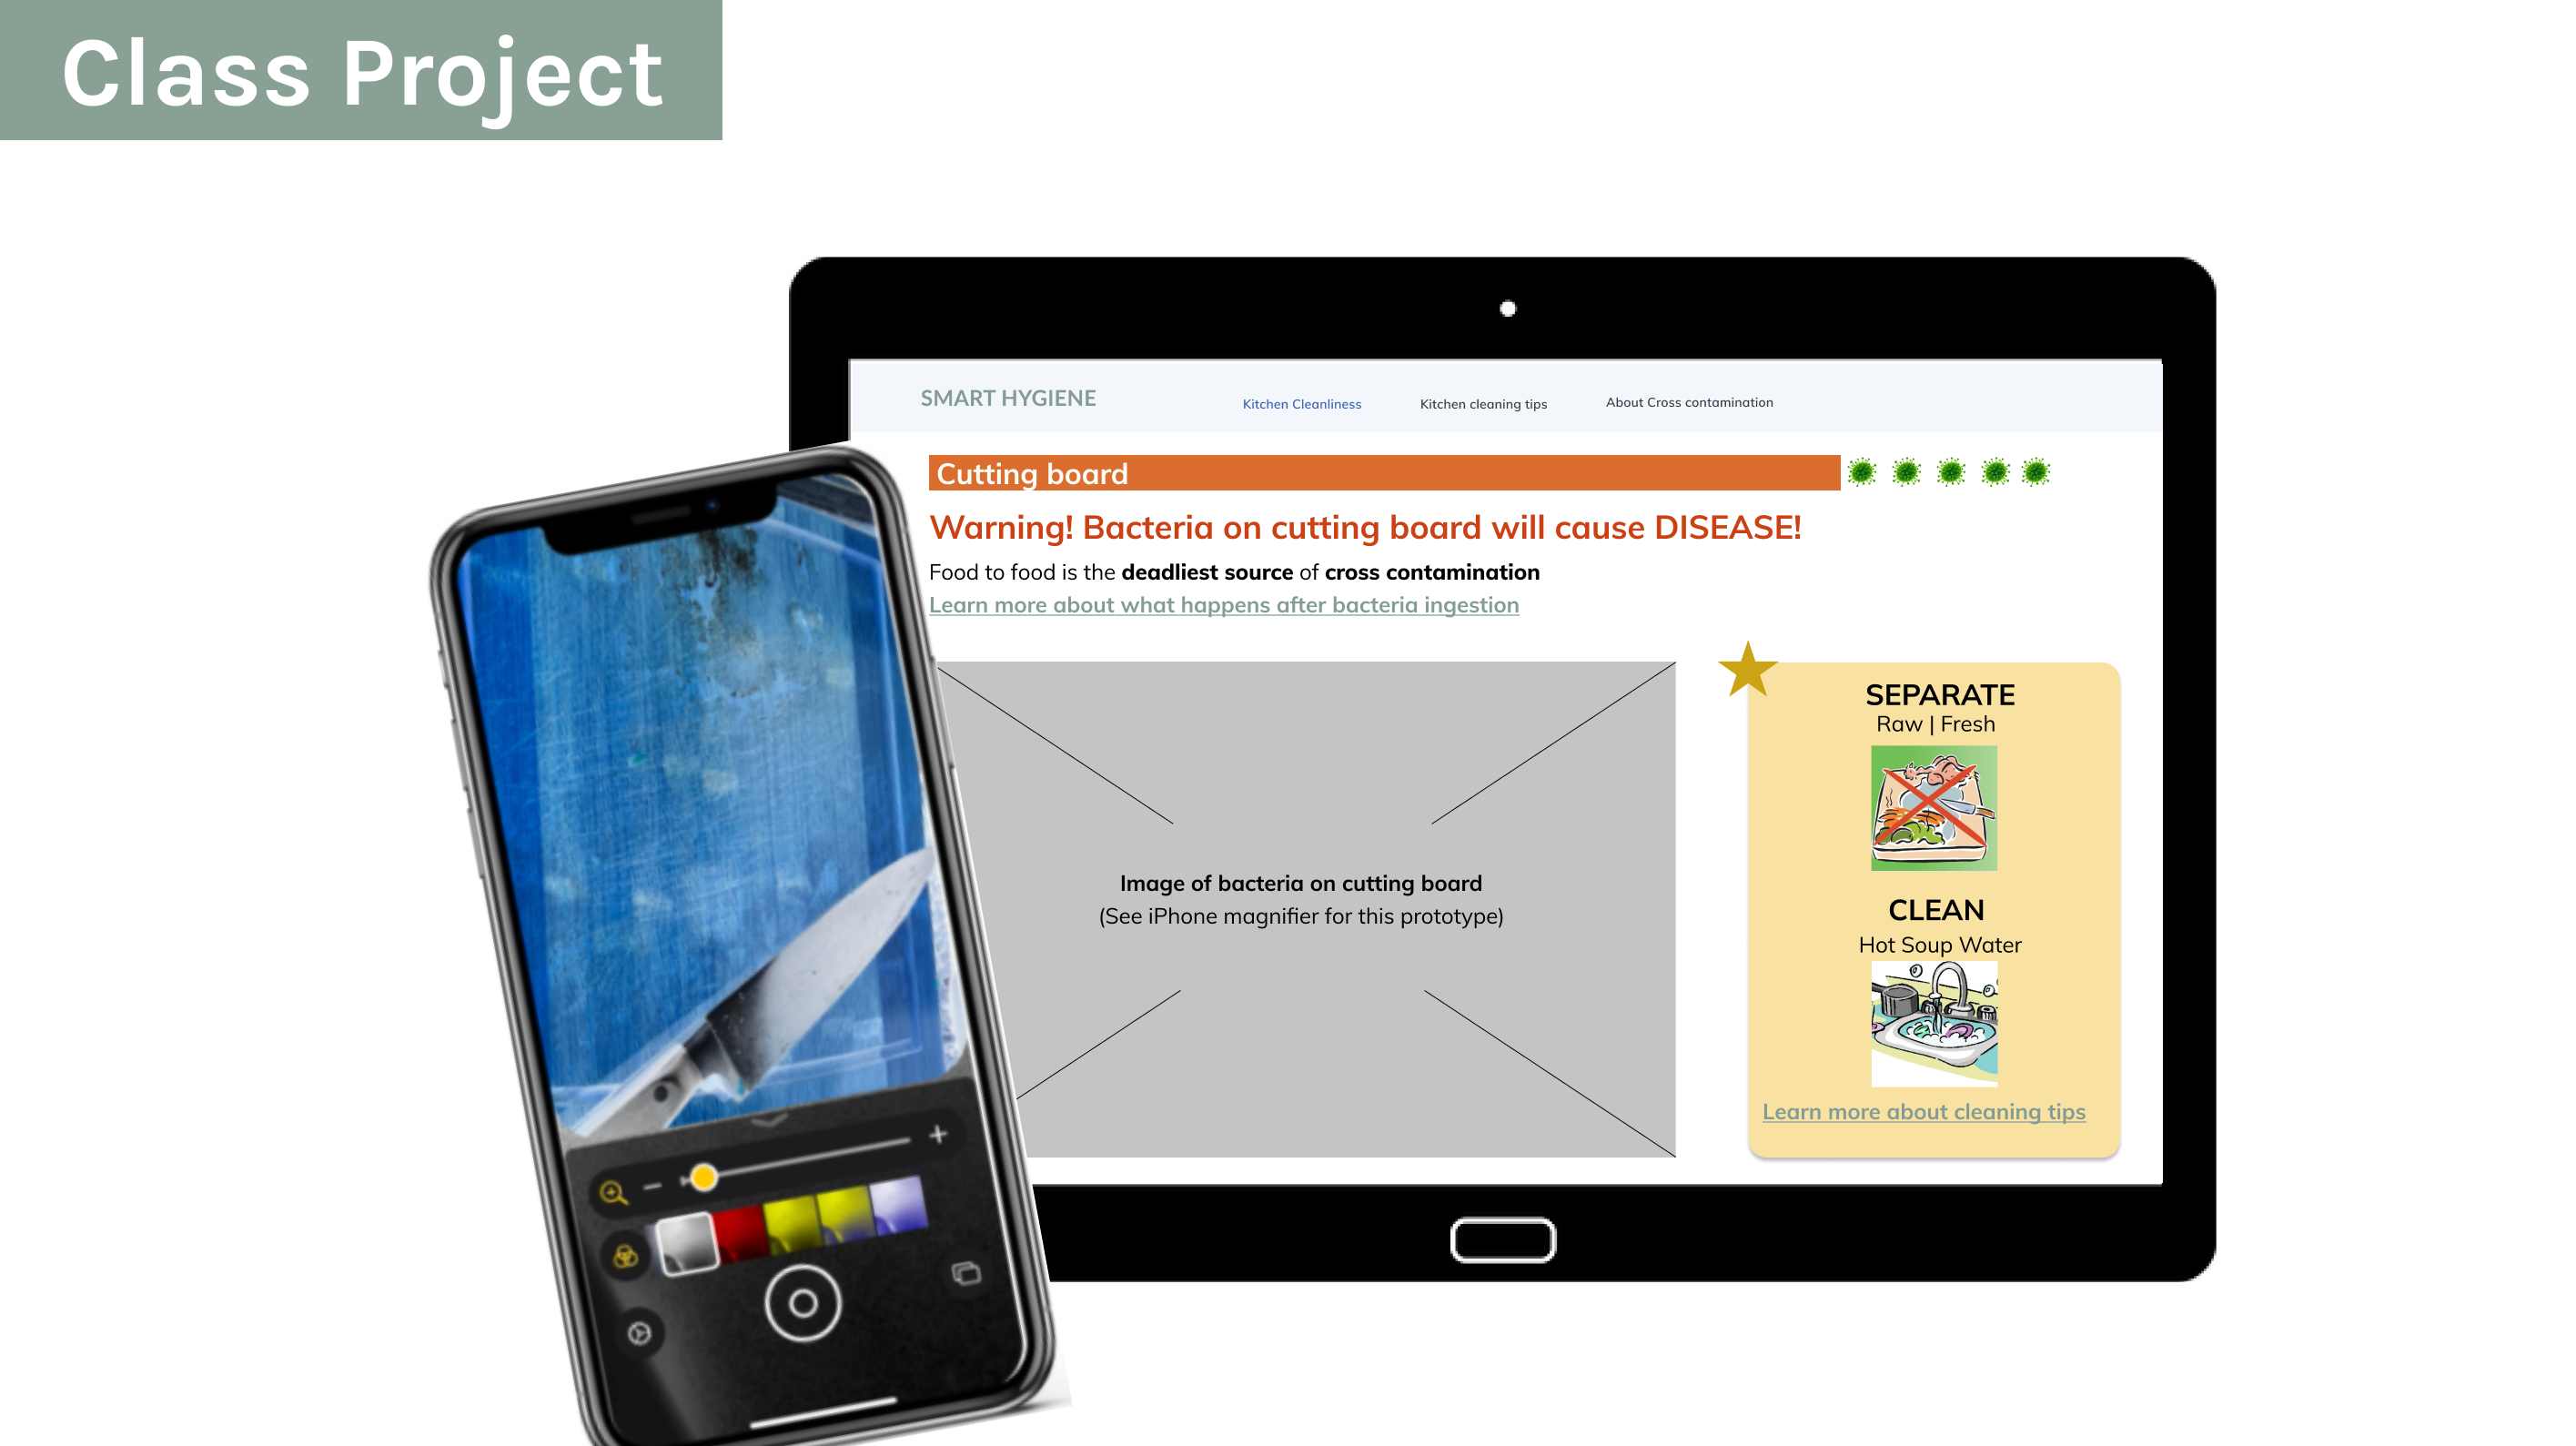 Class Project
SMART HYGIENE
Kitchen Cleanliness
Kitchen cleaning tips
About Cross contamination
Cutting board
Warning! Bacteria on cutting board will cause DISEASE!
Food to food is the deadliest source of cross contamination
Learn more about what happens after bacteria ingestion
Image of bacteria on cutting board
(See iPhone magnifier for this prototype)
SEPARATE
Raw | Fresh
CLEAN
Hot Soup Water
Learn more about cleaning tips